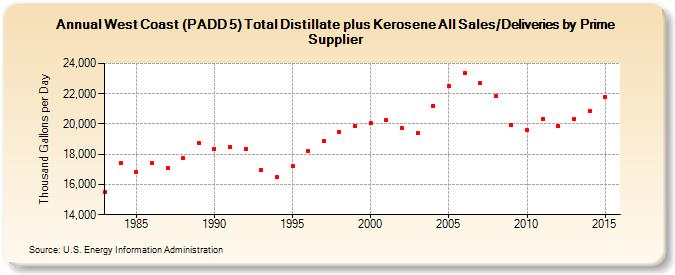 Annual West Coast (PADD 5) Total Distillate plus Kerosene All Sales/Deliveries by Prime
Supplier
Thousand Gallons per Day
24,000
22,000
20,000
18,000
16,000
14,000
1985 1990 1995 2000 2005 2010 2015
Source: U.S. Energy Information Administration